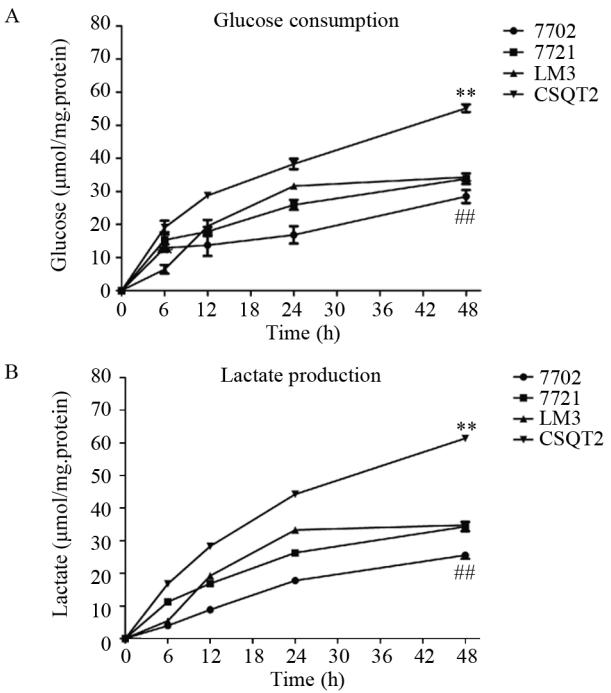 A
Glucose consumption
Glucose (μmol/mg.protein)
80
70
60
50
40
30
20
10
0
0 6 12 18 24 30 36 42 48
Time (h)
**
##
7702
7721
LM3
CSQT2
B
Lactate production
Lactate (μmol/mg.protein)
80
70
60
50
40
30
20
10
0
0 6 12 18 24 30 36 42 48
Time (h)
**
##
7702
7721
LM3
CSQT2